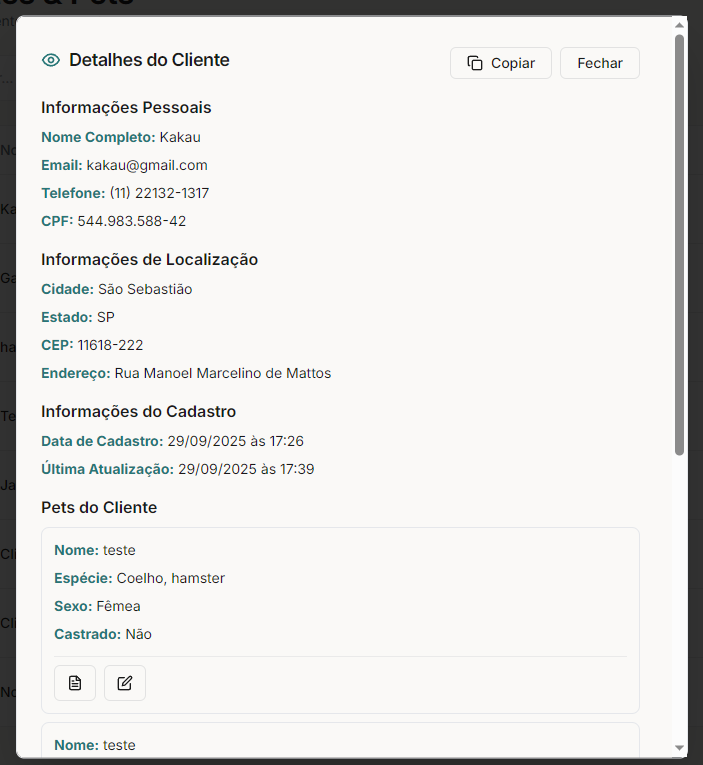 Detalhes do Cliente
Copiar
Fechar
Informações Pessoais
Nome Completo: Kakau
Email: kakau@gmail.com
Telefone: (11) 22132-1317
CPF: 544.983.588-42
Informações de Localização
Cidade: São Sebastião
Estado: SP
CEP: 11618-222
Endereço: Rua Manoel Marcelino de Mattos
Informações do Cadastro
Data de Cadastro: 29/09/2025 às 17:26
Última Atualização: 29/09/2025 às 17:39
Pets do Cliente
Nome: teste
Espécie: Coelho, hamster
Sexo: Fêmea
Castrado: Não
Nome: teste